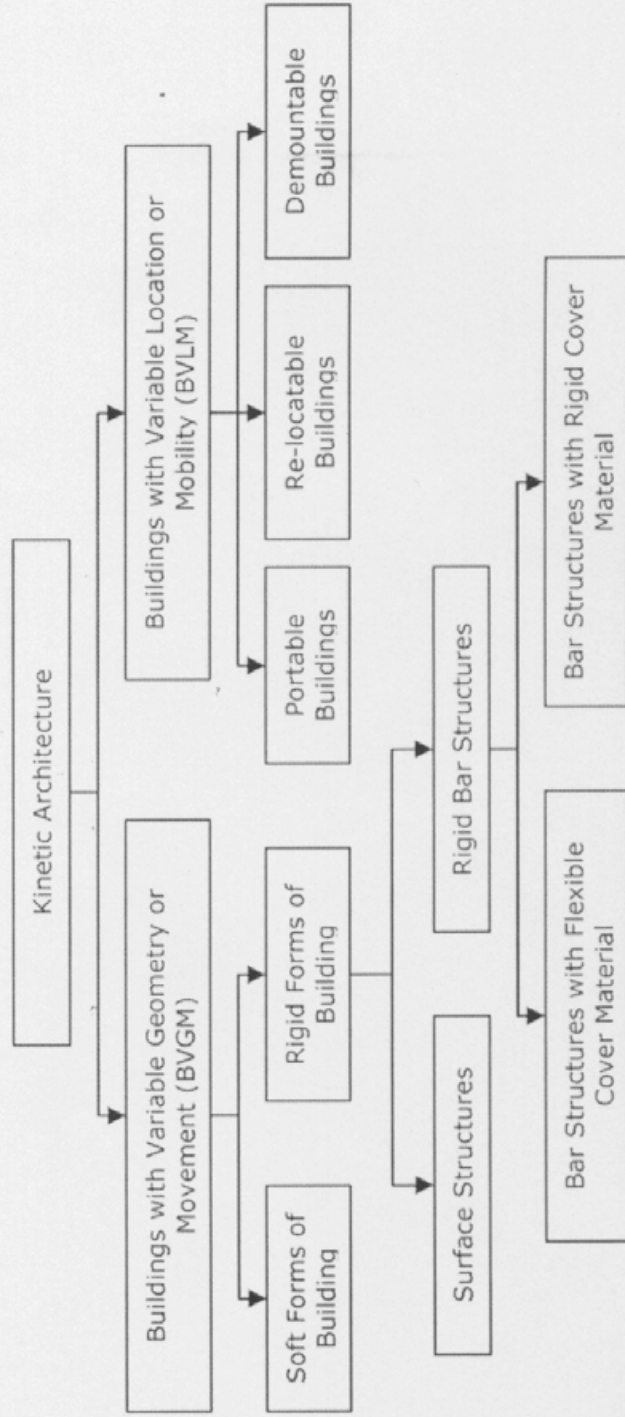 Kinetic Architecture
Buildings with Variable Geometry or
Movement (BVGM)
Buildings with Variable Location or
Mobility (BVLM)
Soft Forms of
Building
Rigid Forms of
Building
Portable
Buildings
Re-locatable
Buildings
Demountable
Buildings
Surface Structures
Rigid Bar Structures
Bar Structures with Flexible
Cover Material
Bar Structures with Rigid Cover
Material